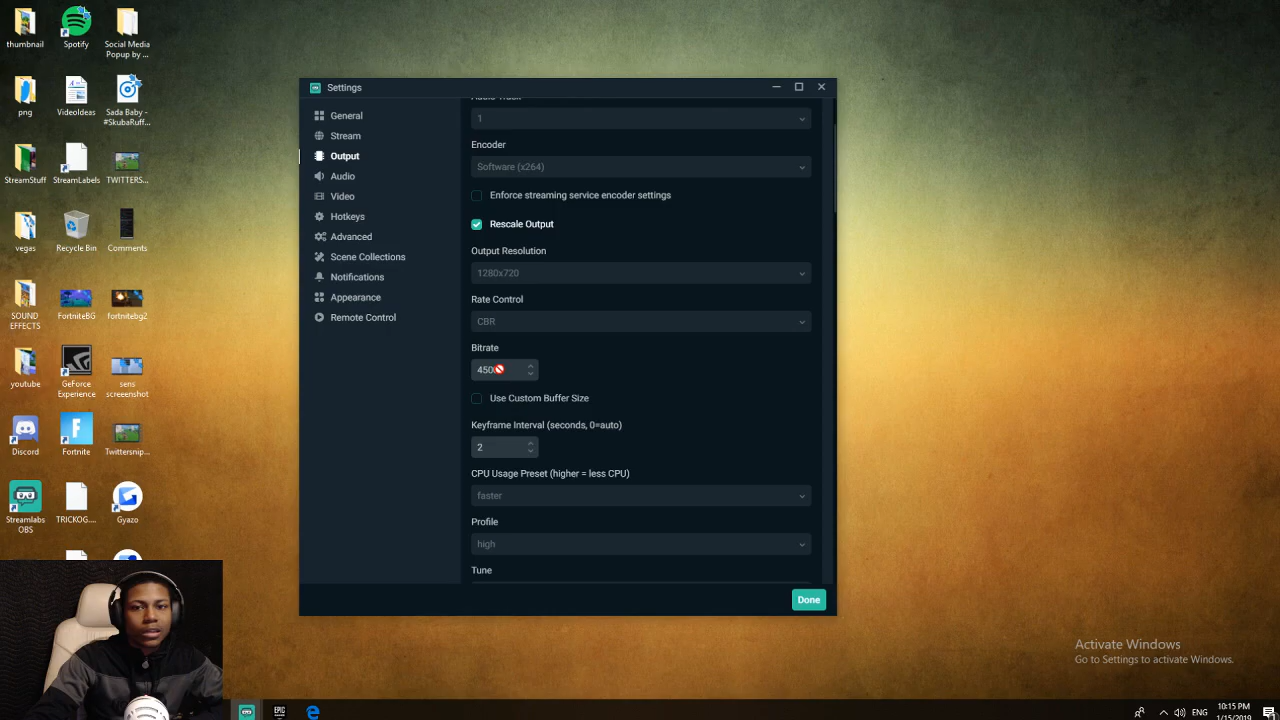 thumbnail
Spotify
Social Media
Popup by ...
png
VideoIdeas
Sada Baby -
#SkubaRuff...
StreamStuff
StreamLabels
TWITTERS...
vegas
Recycle Bin
Comments
SOUND
EFFECTS
FortniteBG
fortnitebg2
youtube
GeForce
Experience
sens
screeenshot
Discord
Fortnite
Twittersnip...
Streamlabs
OBS
TRICKOG....
Gyazo
Settings
General
Stream
Output
Audio
Video
Hotkeys
Advanced
Scene Collections
Notifications
Appearance
Remote Control
1
Encoder
Software (x264)
Enforce streaming service encoder settings
Rescale Output
Output Resolution
1280x720
Rate Control
CBR
Bitrate
450
Use Custom Buffer Size
Keyframe Interval (seconds, 0=auto)
2
CPU Usage Preset (higher = less CPU)
faster
Profile
high
Tune
Done
Activate Windows
Go to Settings to activate Windows.
EPIC
ENG
10:15 PM
1/15/2019